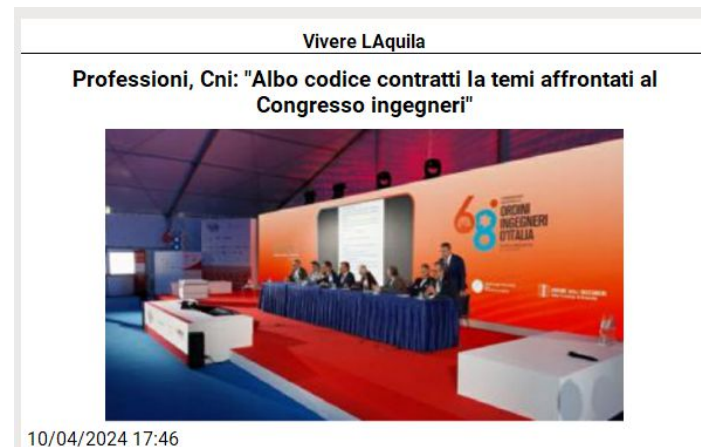 Vivere LAquila
Professioni, Cni: "Albo codice contratti Ia temi affrontati al
Congresso ingegneri"
68°
ORDINI
INGEGNERI
D'ITALIA
10/04/2024 17:46